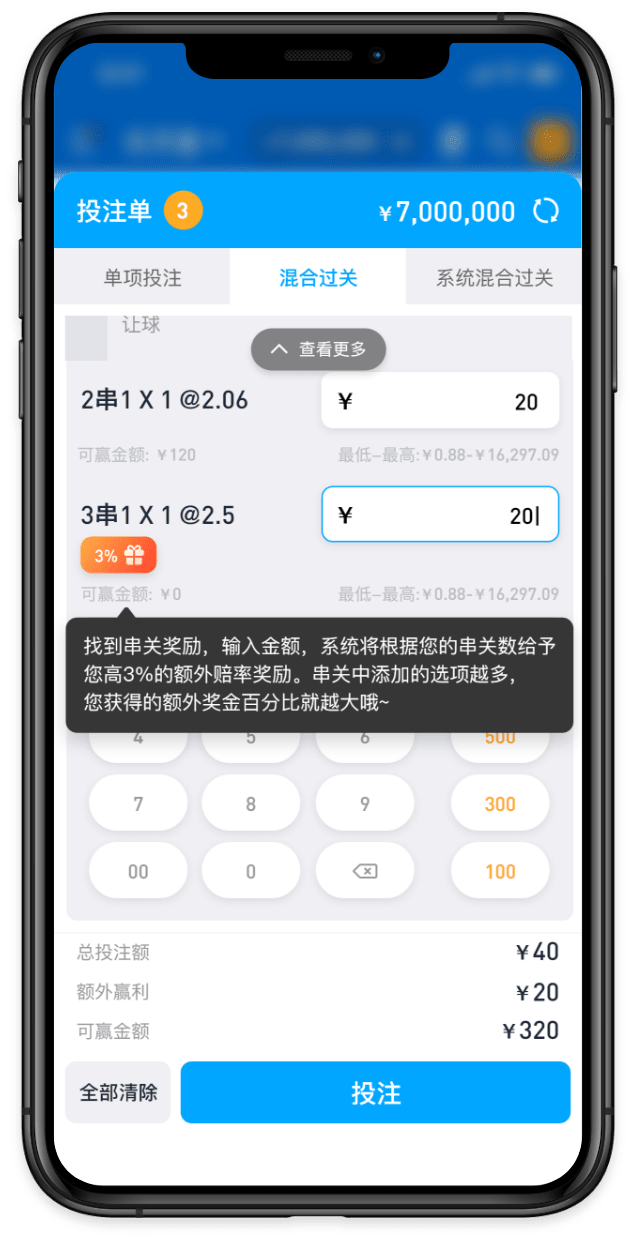 投注单 3 ¥7,000,000
单项投注 混合过关 系统混合过关
让球
查看更多
2串1 X 1 @2.06 ¥ 20
可赢金额: ¥120 最低-最高:¥0.88-¥16,297.09
3串1 X 1 @2.5 ¥ 20
3%
可赢金额: ¥0 最低-最高:¥0.88-¥16,297.09
找到串关奖励，输入金额，系统将根据您的串关数给予
您高3%的额外赔率奖励。串关中添加的选项越多，
您获得的额外奖金百分比就越大哦~
4 5 6 500
7 8 9 300
00 0 100
总投注额 ¥40
额外赢利 ¥20
可赢金额 ¥320
全部清除 投注